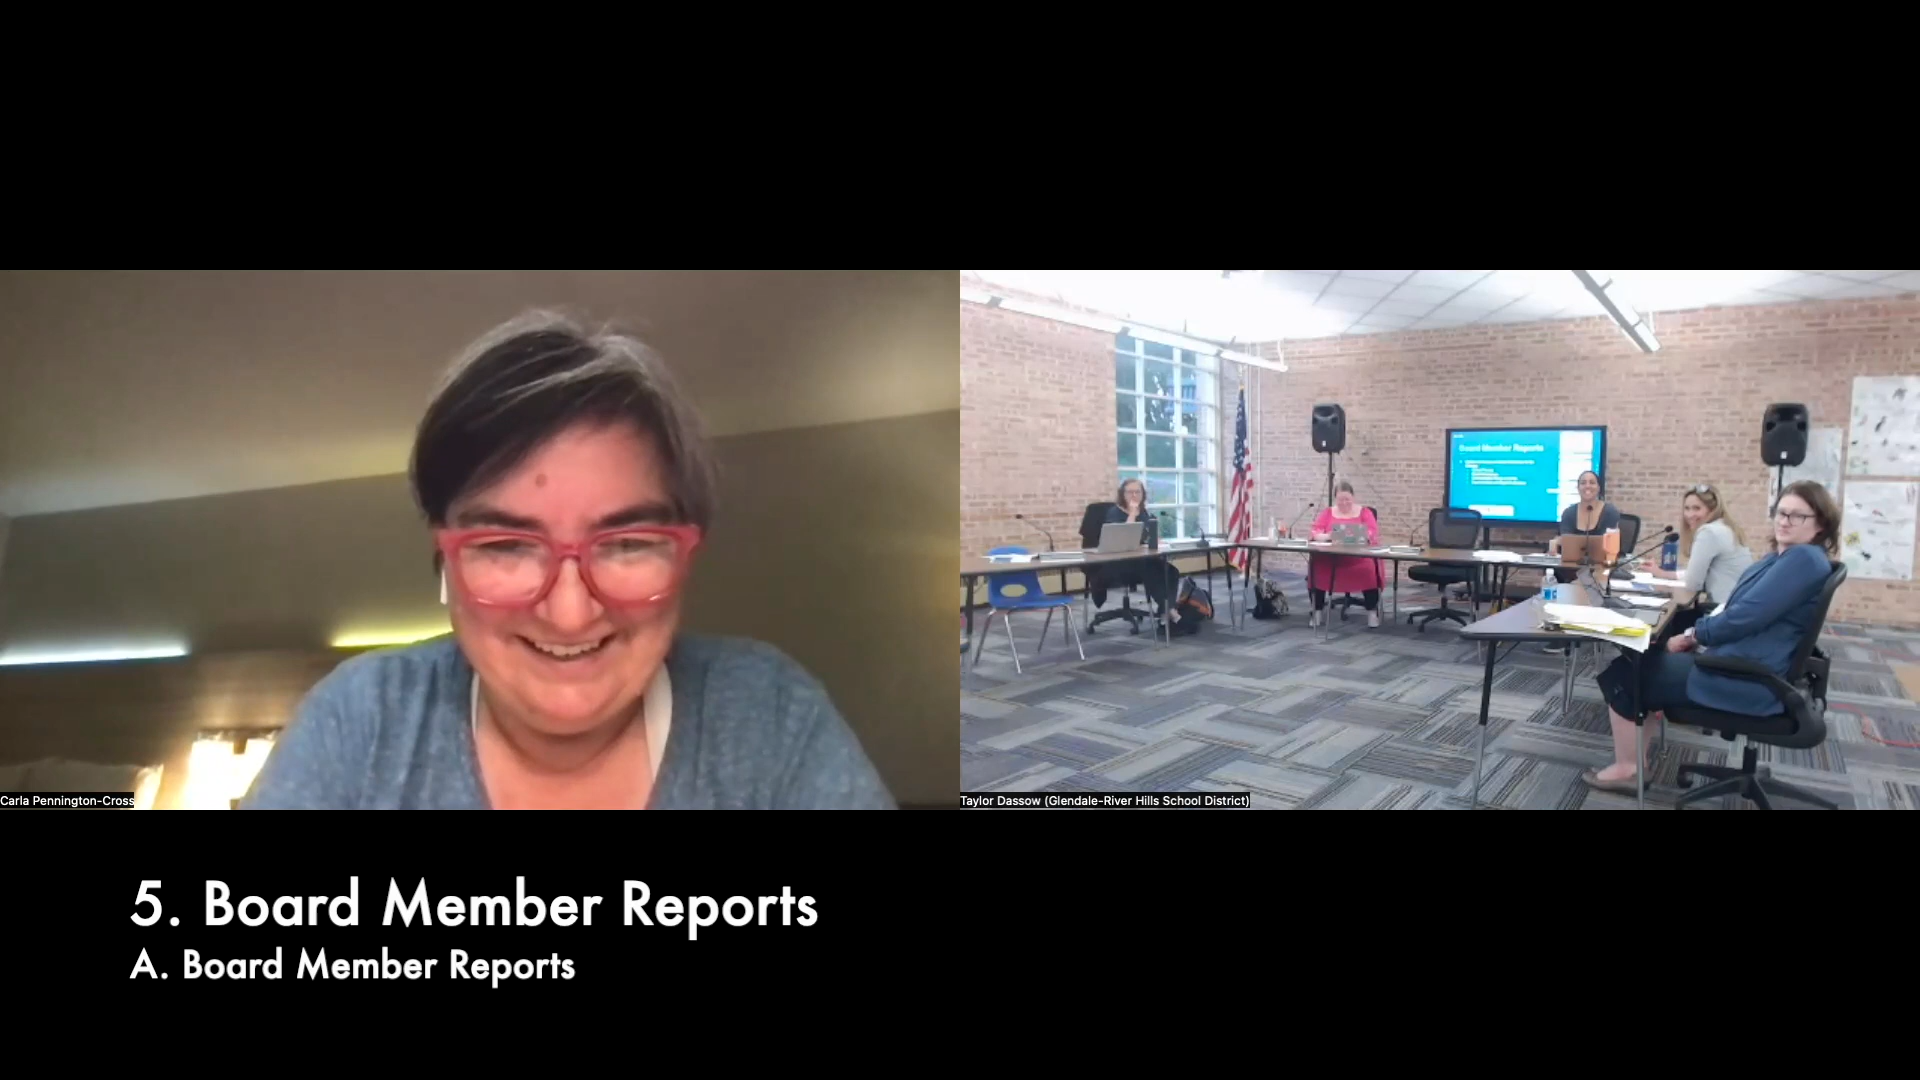 Board Member Reports
Carla Pennington-Cross
Taylor Dassow (Glendale-River Hills School District)
5. Board Member Reports
A. Board Member Reports